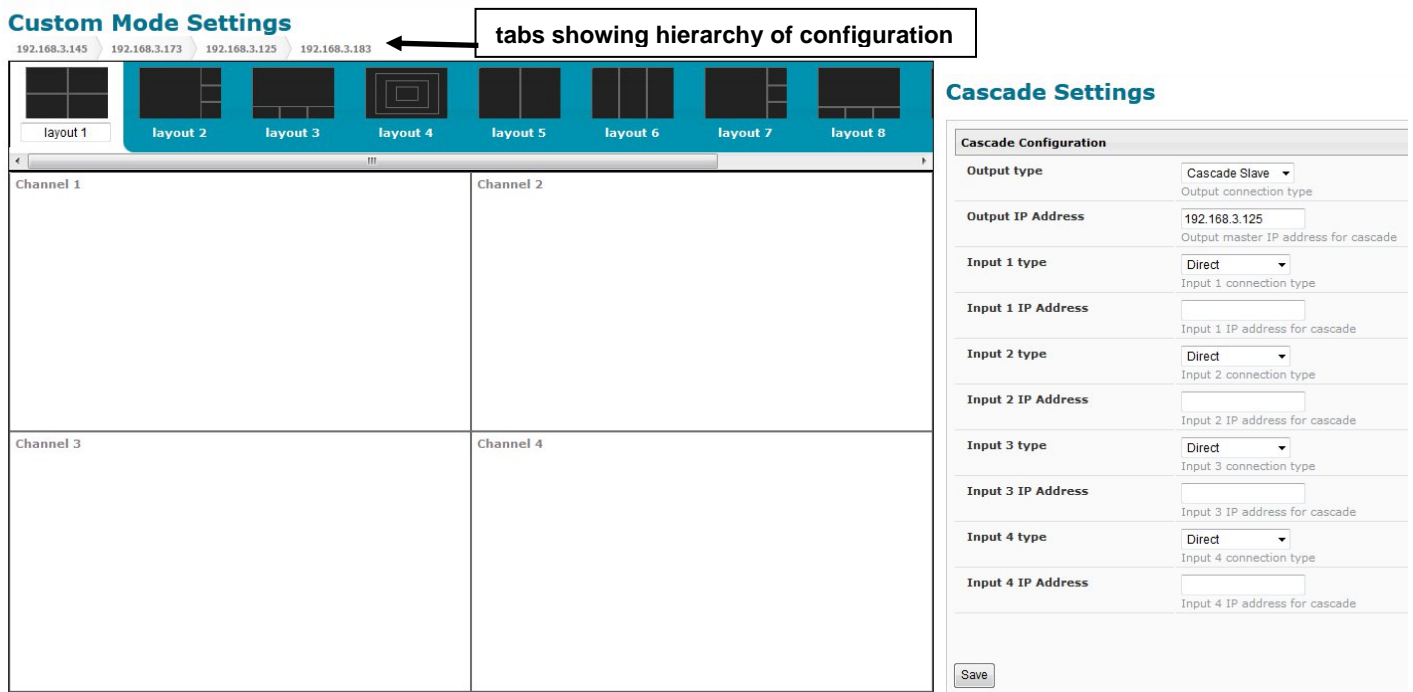 Custom Mode Settings
tabs showing hierarchy of configuration
192.168.3.145 192.168.3.173 192.168.3.125 192.168.3.183
layout 1 layout 2 layout 3 layout 4 layout 5 layout 6 layout 7 layout 8
Channel 1 Channel 2
Channel 3 Channel 4
Cascade Settings
Cascade Configuration
Output type Cascade Slave
Output connection type
Output IP Address 192.168.3.125
Output master IP address for cascade
Input 1 type Direct
Input 1 connection type
Input 1 IP Address
Input 1 IP address for cascade
Input 2 type Direct
Input 2 connection type
Input 2 IP Address
Input 2 IP address for cascade
Input 3 type Direct
Input 3 connection type
Input 3 IP Address
Input 3 IP address for cascade
Input 4 type Direct
Input 4 connection type
Input 4 IP Address
Input 4 IP address for cascade
Save